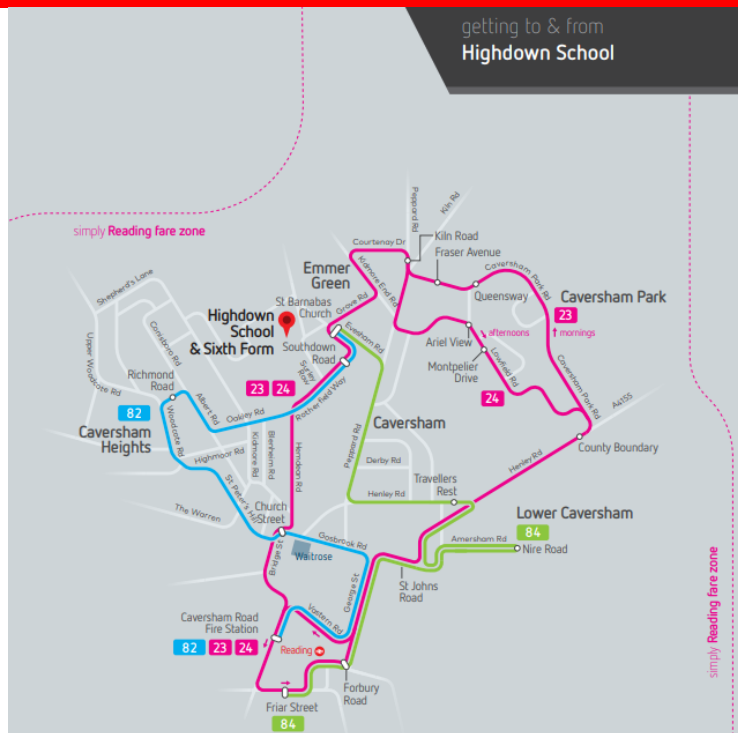 getting to & from
Highdown School
simply Reading fare zone
Peppard Rd
Kiln Rd
Courtenay Dr
Kiln Road
Fraser Avenue
Emmer
Green
Kidmore End Rd
Caversham Park Rd
Queensway
Caversham Park
23
mornings
St Barnabas
Church
Grove Rd
Highdown
School
& Sixth Form
Evesham Rd
Southdown
Road
Shepherd's Lane
Conisboro Rd
Upper Woodcote Rd
Richmond
Road
Ariel View
afternoons
Montpelier
Drive
Lowfield Rd
24
Caversham Park Rd
A4155
23 24
Surley Row
Rotherfield Way
82
Caversham
Heights
Woodcote Rd
Albert Rd
Oakley Rd
Highmoor Rd
Kidmore Rd
Blenheim Rd
Hemdean Rd
Peppard Rd
Caversham
Derby Rd
Henley Rd
Travellers
Rest
Henley Rd
County Boundary
St. Peter's Hill
The Warren
Church
Street
Bridge St
Gosbrook Rd
Waitrose
George St
Lower Caversham
84
Amersham Rd
Nire Road
St Johns
Road
Caversham Road
Fire Station
82 23 24
Vastern Rd
Reading
Forbury
Road
Friar Street
84
simply Reading fare zone